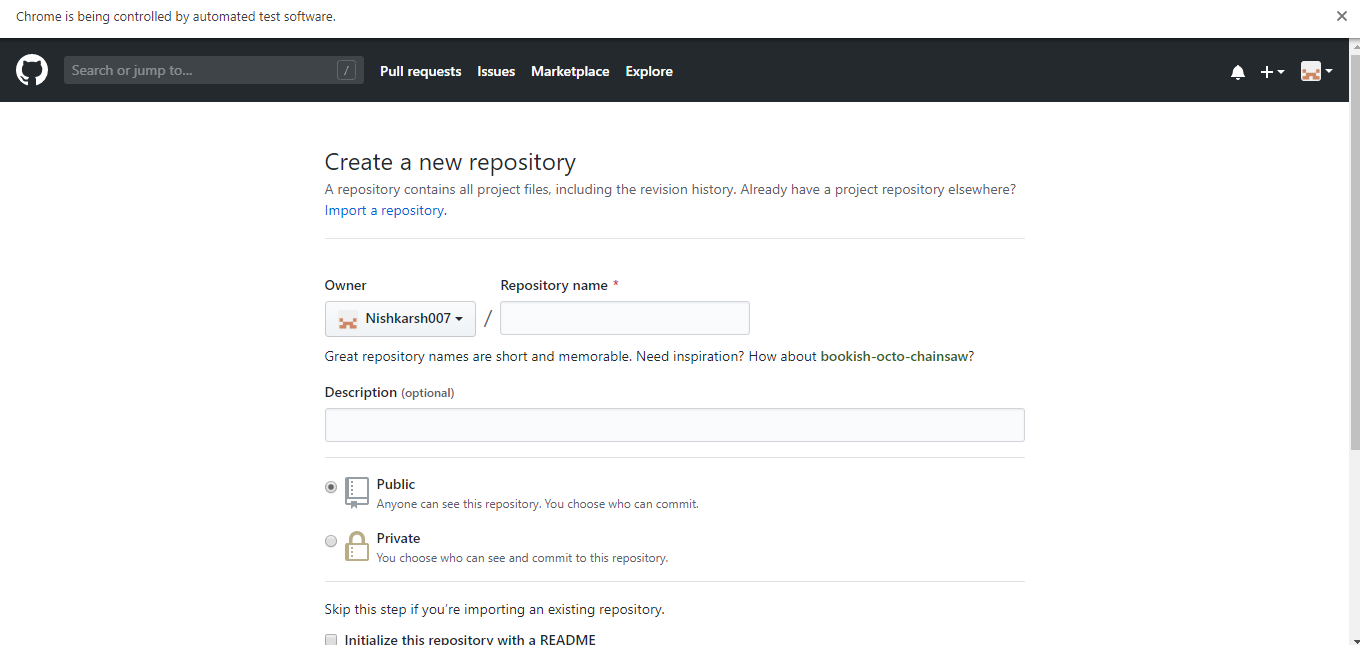 Chrome is being controlled by automated test software.
Search or jump to... /
Pull requests Issues Marketplace Explore
Create a new repository
A repository contains all project files, including the revision history. Already have a project repository elsewhere?
Import a repository.
Owner Repository name *
Nishkarsh007 /
Great repository names are short and memorable. Need inspiration? How about bookish-octo-chainsaw?
Description (optional)
Public
Anyone can see this repository. You choose who can commit.
Private
You choose who can see and commit to this repository.
Skip this step if you’re importing an existing repository.
Initialize this repository with a README